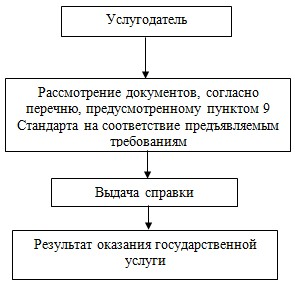 Услугодатель
Рассмотрение документов, согласно
перечню, предусмотренному пунктом 9
Стандарта на соответствие предъявляемым
требованиям
Выдача справки
Результат оказания государственной
услуги